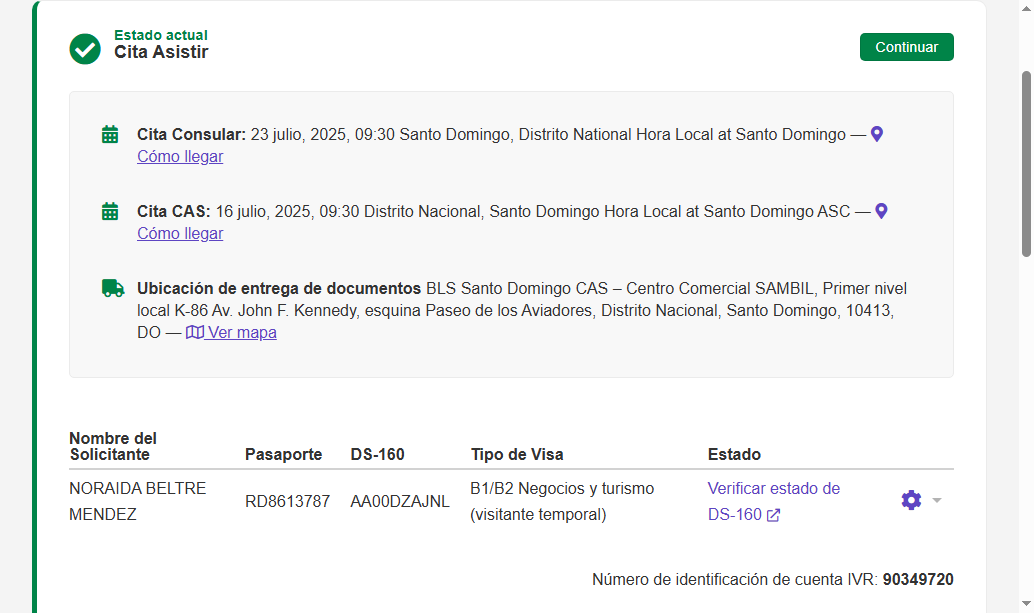 Estado actual
Cita Asistir
Continuar
Cita Consular: 23 julio, 2025, 09:30 Santo Domingo, Distrito National Hora Local at Santo Domingo —
Cómo llegar
Cita CAS: 16 julio, 2025, 09:30 Distrito Nacional, Santo Domingo Hora Local at Santo Domingo ASC —
Cómo llegar
Ubicación de entrega de documentos BLS Santo Domingo CAS – Centro Comercial SAMBIL, Primer nivel
local K-86 Av. John F. Kennedy, esquina Paseo de los Aviadores, Distrito Nacional, Santo Domingo, 10413,
DO — Ver mapa
Nombre del
Solicitante Pasaporte DS-160 Tipo de Visa Estado
NORAIDA BELTRE B1/B2 Negocios y turismo Verificar estado de
RD8613787 AA00DZAJNL
MENDEZ (visitante temporal) DS-160
Número de identificación de cuenta IVR: 90349720